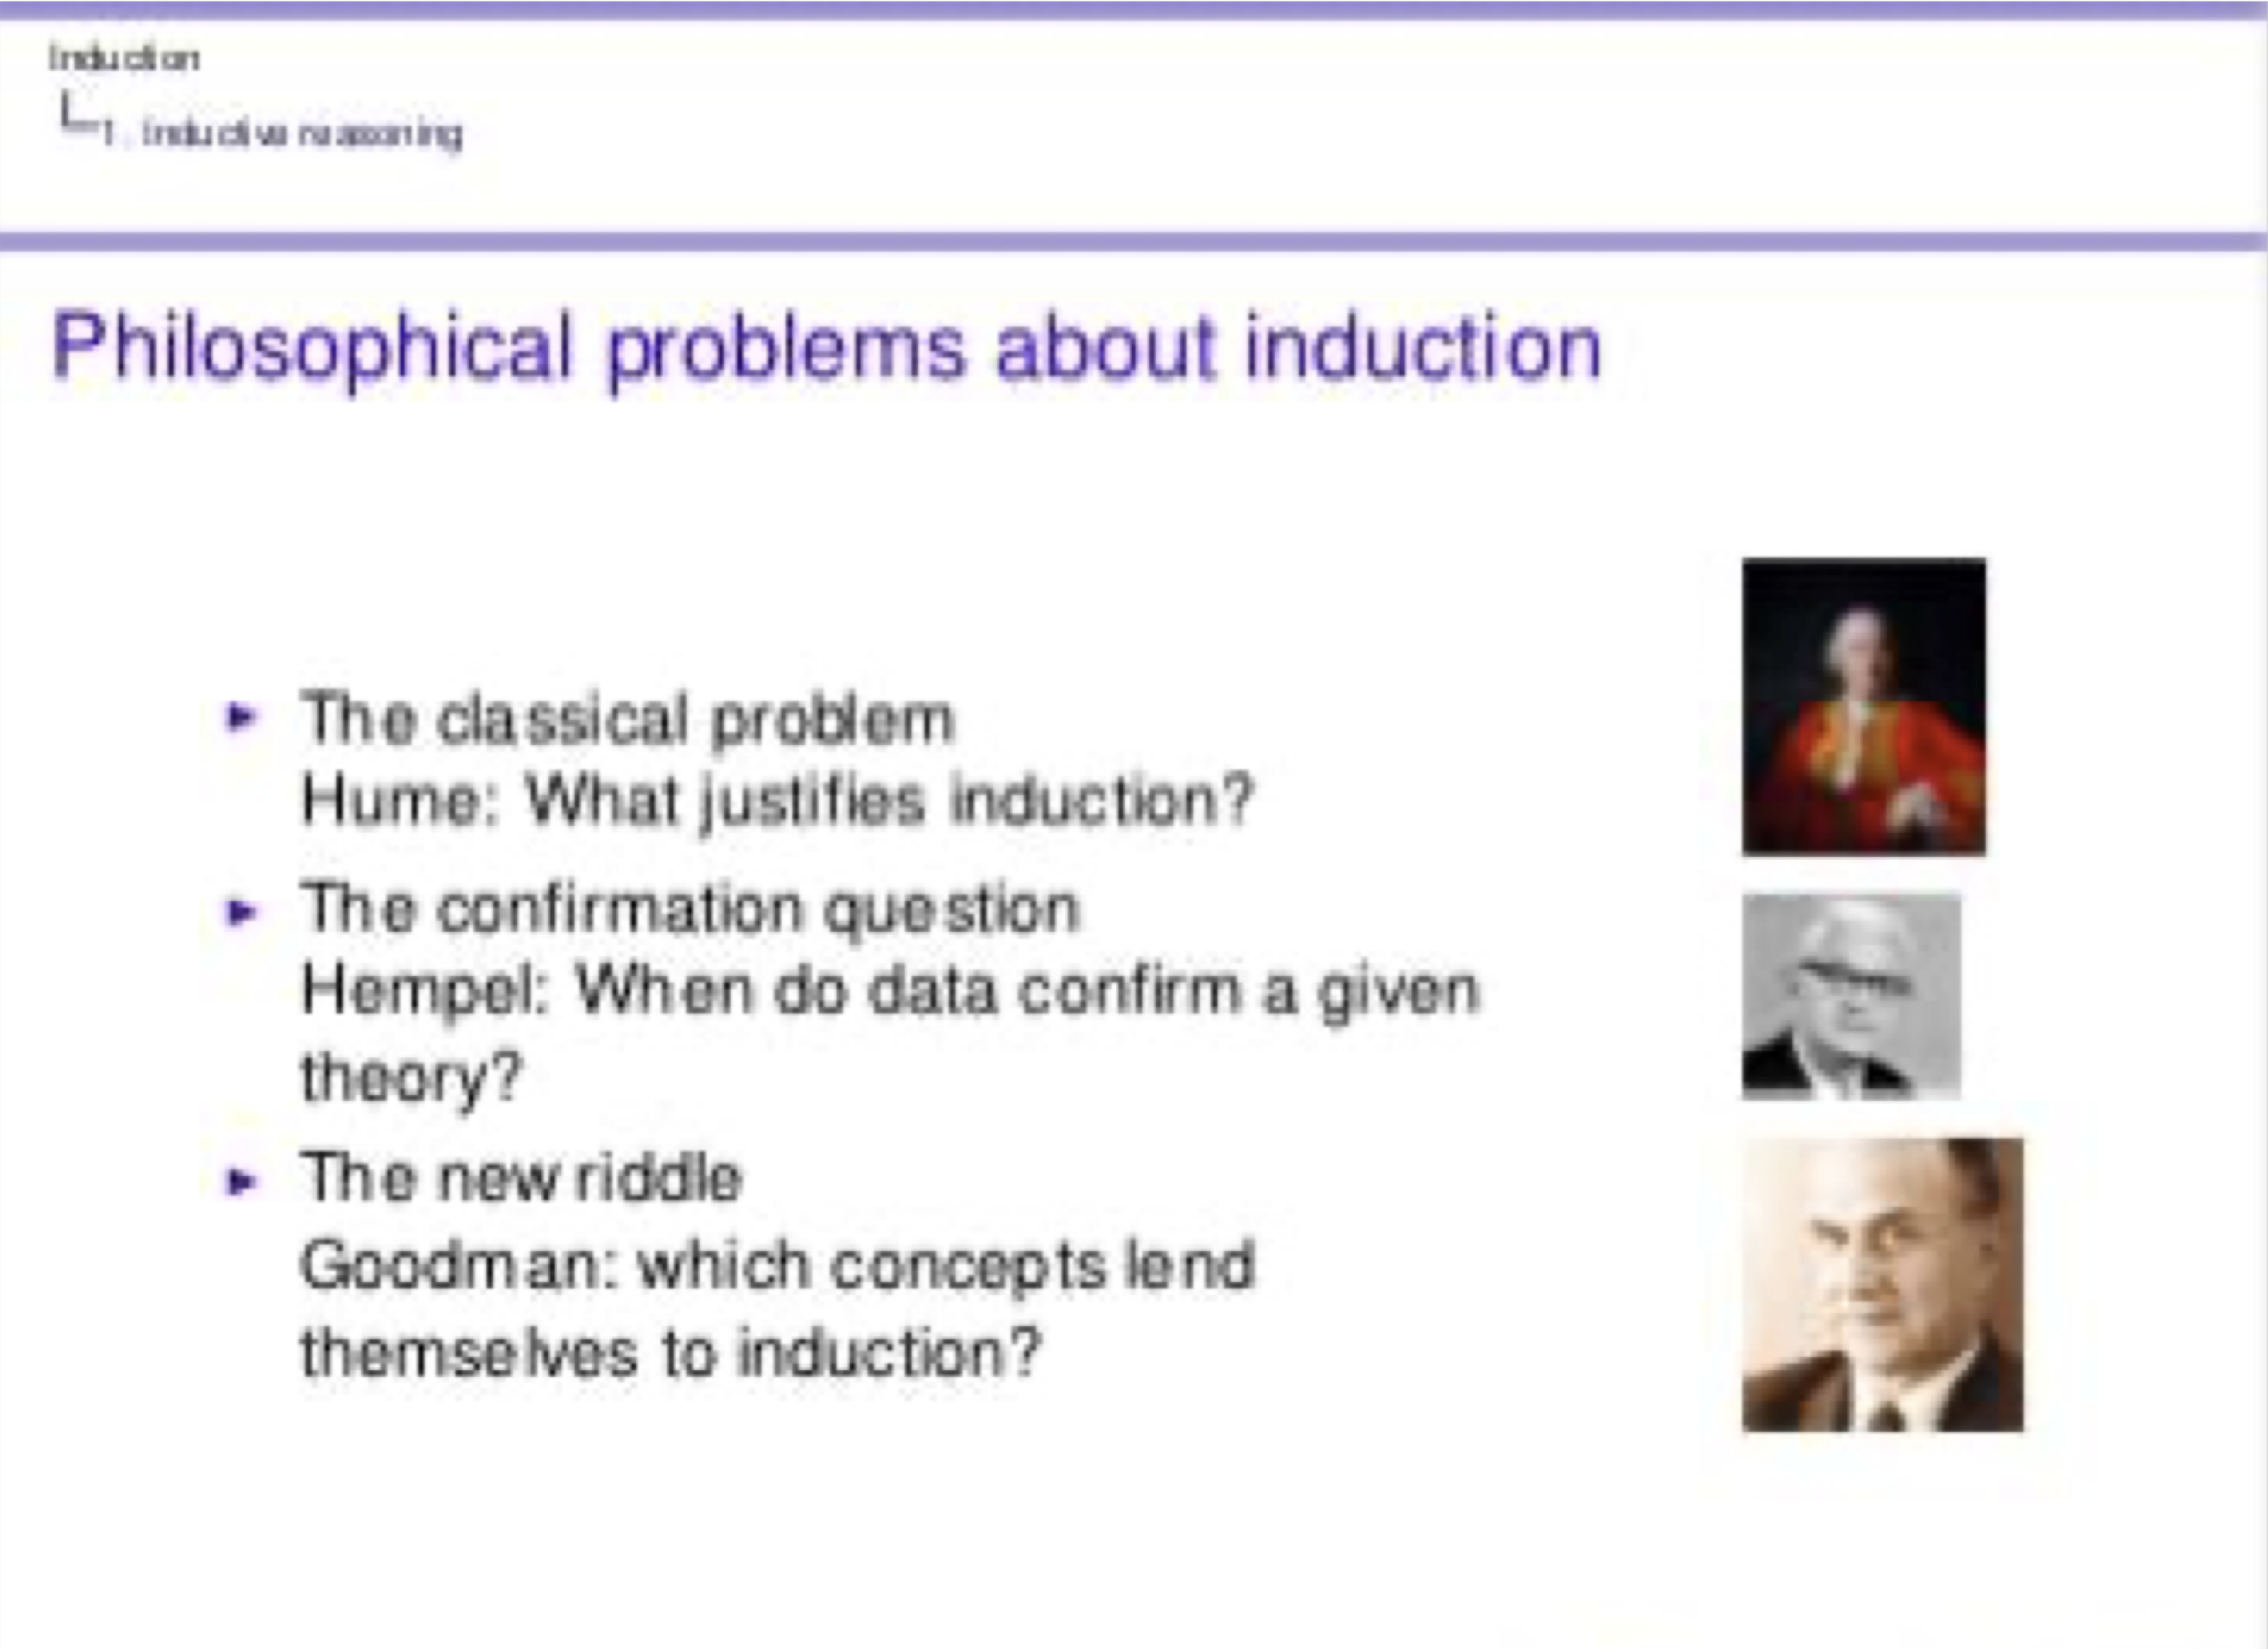 Induction
1. Inductive reasoning
Philosophical problems about induction
► The classical problem
Hume: What justifies induction?
► The confirmation question
Hempel: When do data confirm a given
theory?
► The new riddle
Goodman: which concepts lend
themselves to induction?